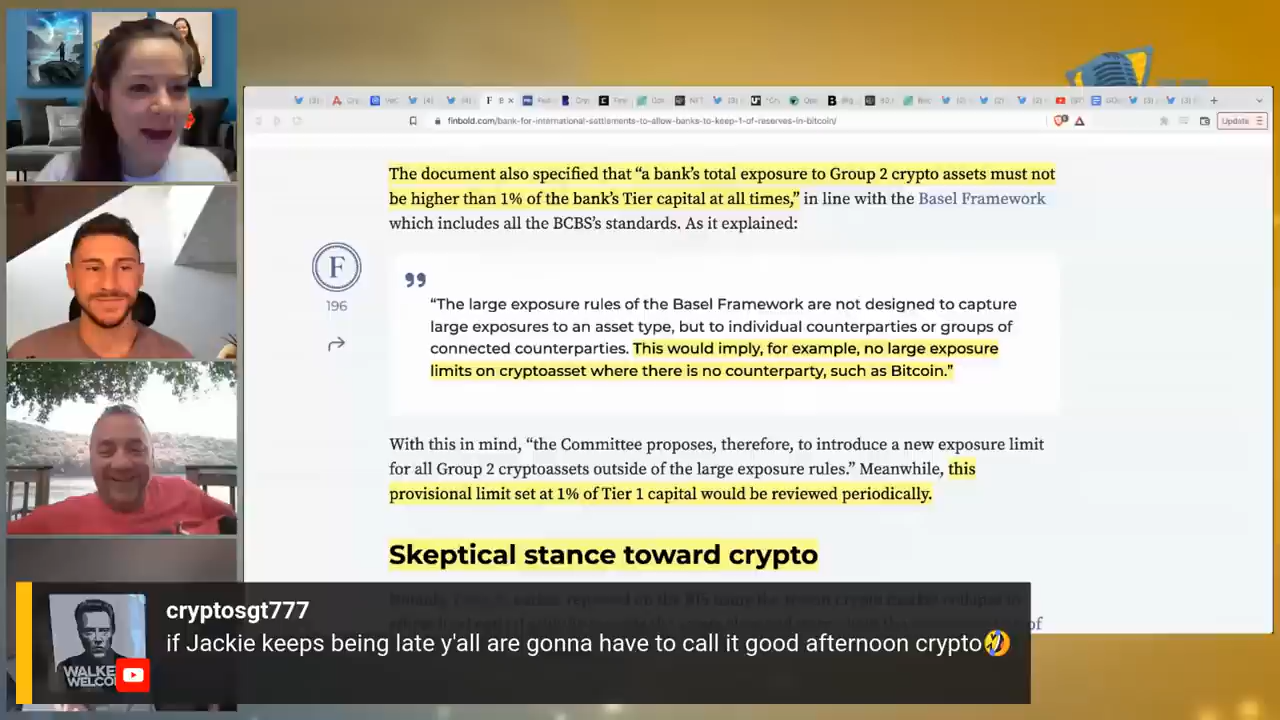 finbold.com/bank-for-international-settlements-to-allow-banks-to-keep-1-of-reserves-in-bitcoin/
Update
The document also specified that “a bank’s total exposure to Group 2 crypto assets must not
be higher than 1% of the bank’s Tier capital at all times,” in line with the Basel Framework
which includes all the BCBS’s standards. As it explained:
F
196
“The large exposure rules of the Basel Framework are not designed to capture
large exposures to an asset type, but to individual counterparties or groups of
connected counterparties. This would imply, for example, no large exposure
limits on cryptoasset where there is no counterparty, such as Bitcoin.”
With this in mind, “the Committee proposes, therefore, to introduce a new exposure limit
for all Group 2 cryptoassets outside of the large exposure rules.” Meanwhile, this
provisional limit set at 1% of Tier 1 capital would be reviewed periodically.
Skeptical stance toward crypto
of
cryptosgt777
if Jackie keeps being late y'all are gonna have to call it good afternoon crypto🤣